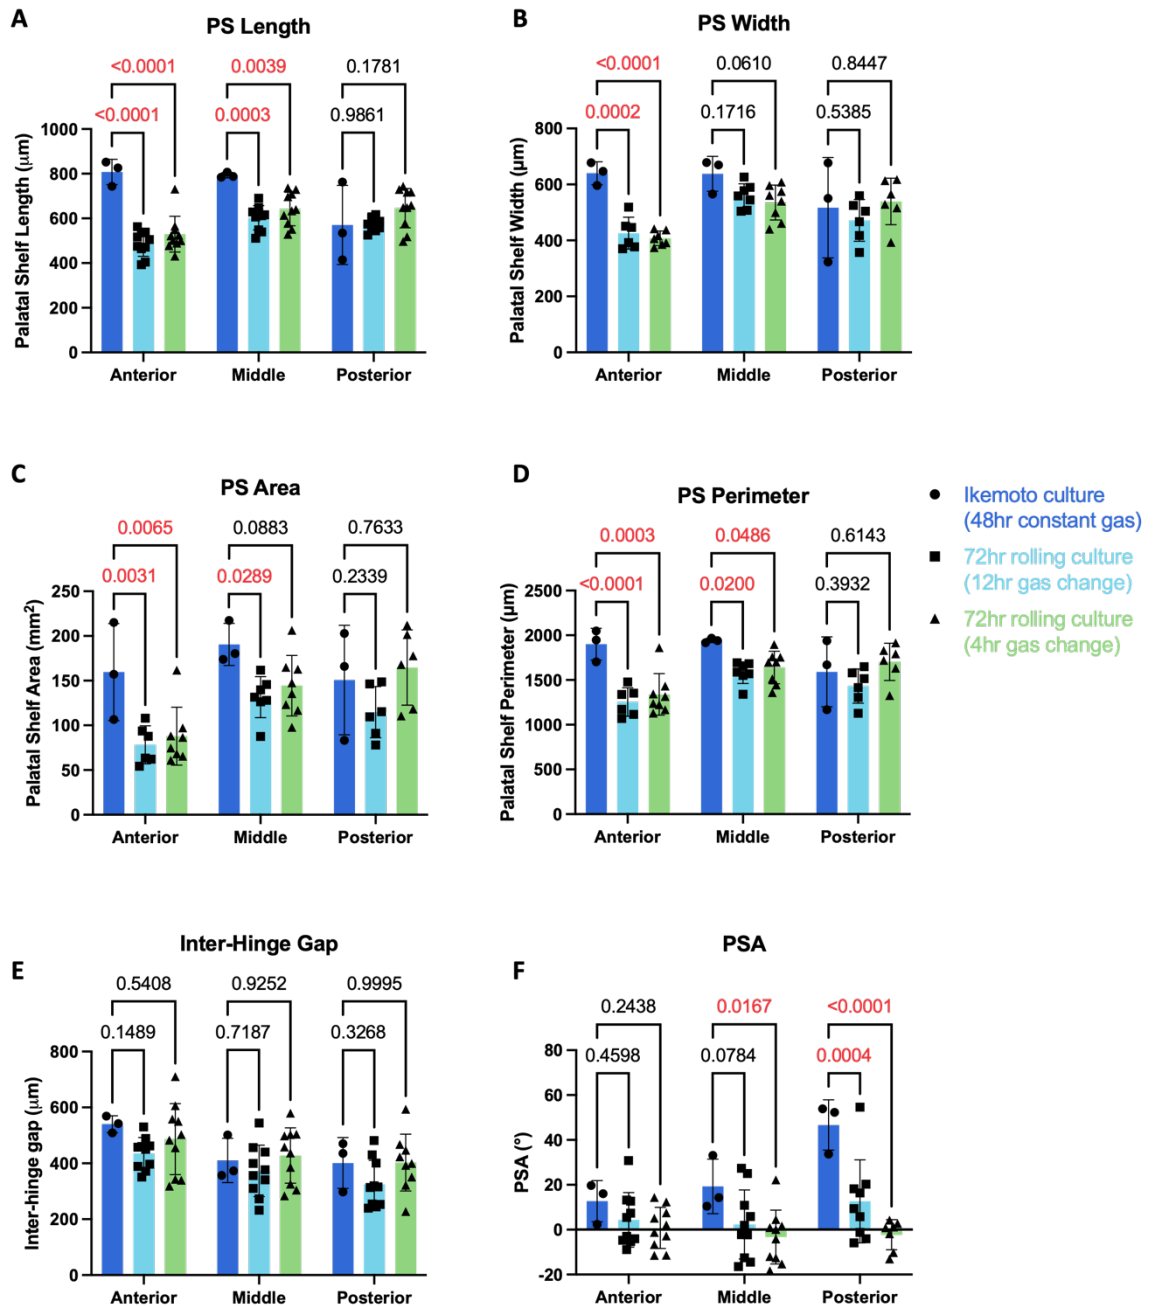 A
PS Length
<0.0001
0.0039
0.1781
<0.0001
0.0003
0.9861
Palatal Shelf Length (μm)
1000
800
600
400
200
0
Anterior
Middle
Posterior
B
PS Width
<0.0001
0.0610
0.8447
0.0002
0.1716
0.5385
Palatal Shelf Width (μm)
800
600
400
200
0
Anterior
Middle
Posterior
C
PS Area
0.0065
0.0883
0.7633
0.0031
0.0289
0.2339
Palatal Shelf Area (mm²)
250
200
150
100
50
0
Anterior
Middle
Posterior
D
PS Perimeter
0.0003
0.0486
0.6143
<0.0001
0.0200
0.3932
Palatal Shelf Perimeter (μm)
2500
2000
1500
1000
500
0
Anterior
Middle
Posterior
Ikemoto culture
(48hr constant gas)
72hr rolling culture
(12hr gas change)
72hr rolling culture
(4hr gas change)
E
Inter-Hinge Gap
0.5408
0.9252
0.9995
0.1489
0.7187
0.3268
Inter-hinge gap (μm)
800
600
400
200
0
Anterior
Middle
Posterior
F
PSA
0.2438
0.0167
<0.0001
0.4598
0.0784
0.0004
PSA (°)
80
60
40
20
0
-20
Anterior
Middle
Posterior